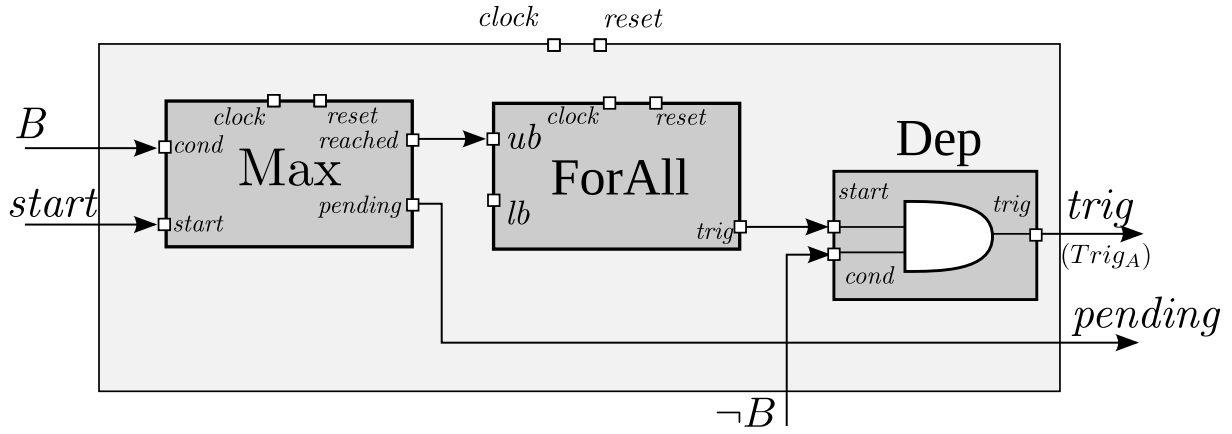 clock reset
B
start
clock reset
cond
reached
Max
pending
start
clock reset
ub
ForAll
lb
trig
Dep
start
trig
cond
trig
(Trig_A)
pending
¬B